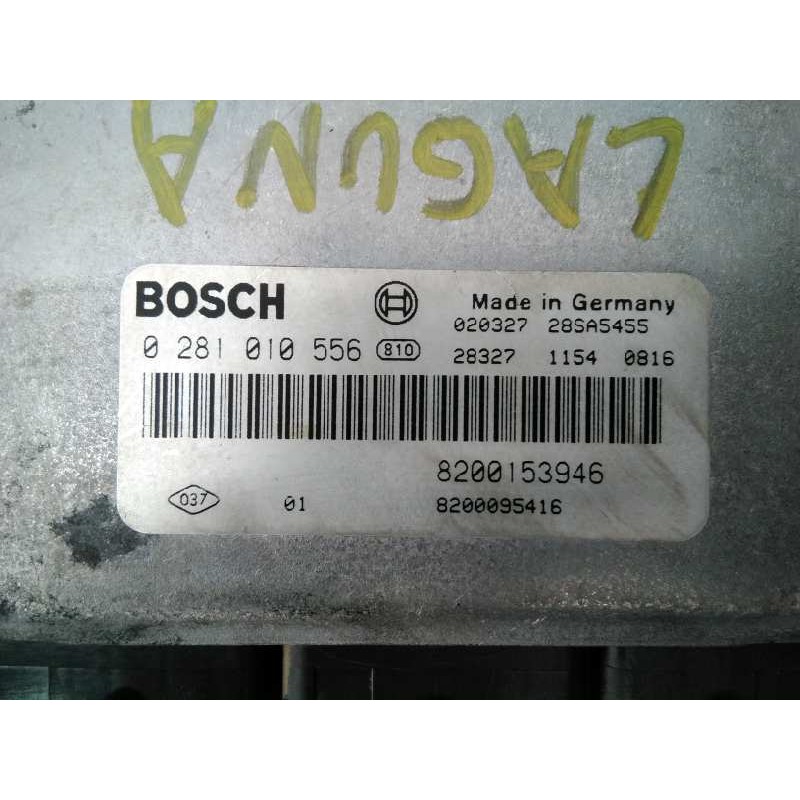 LAGUNA
BOSCH
Made in Germany
020327 28SA5455
0 281 010 556 810
28327 1154 0816
8200153946
037 01
8200095416